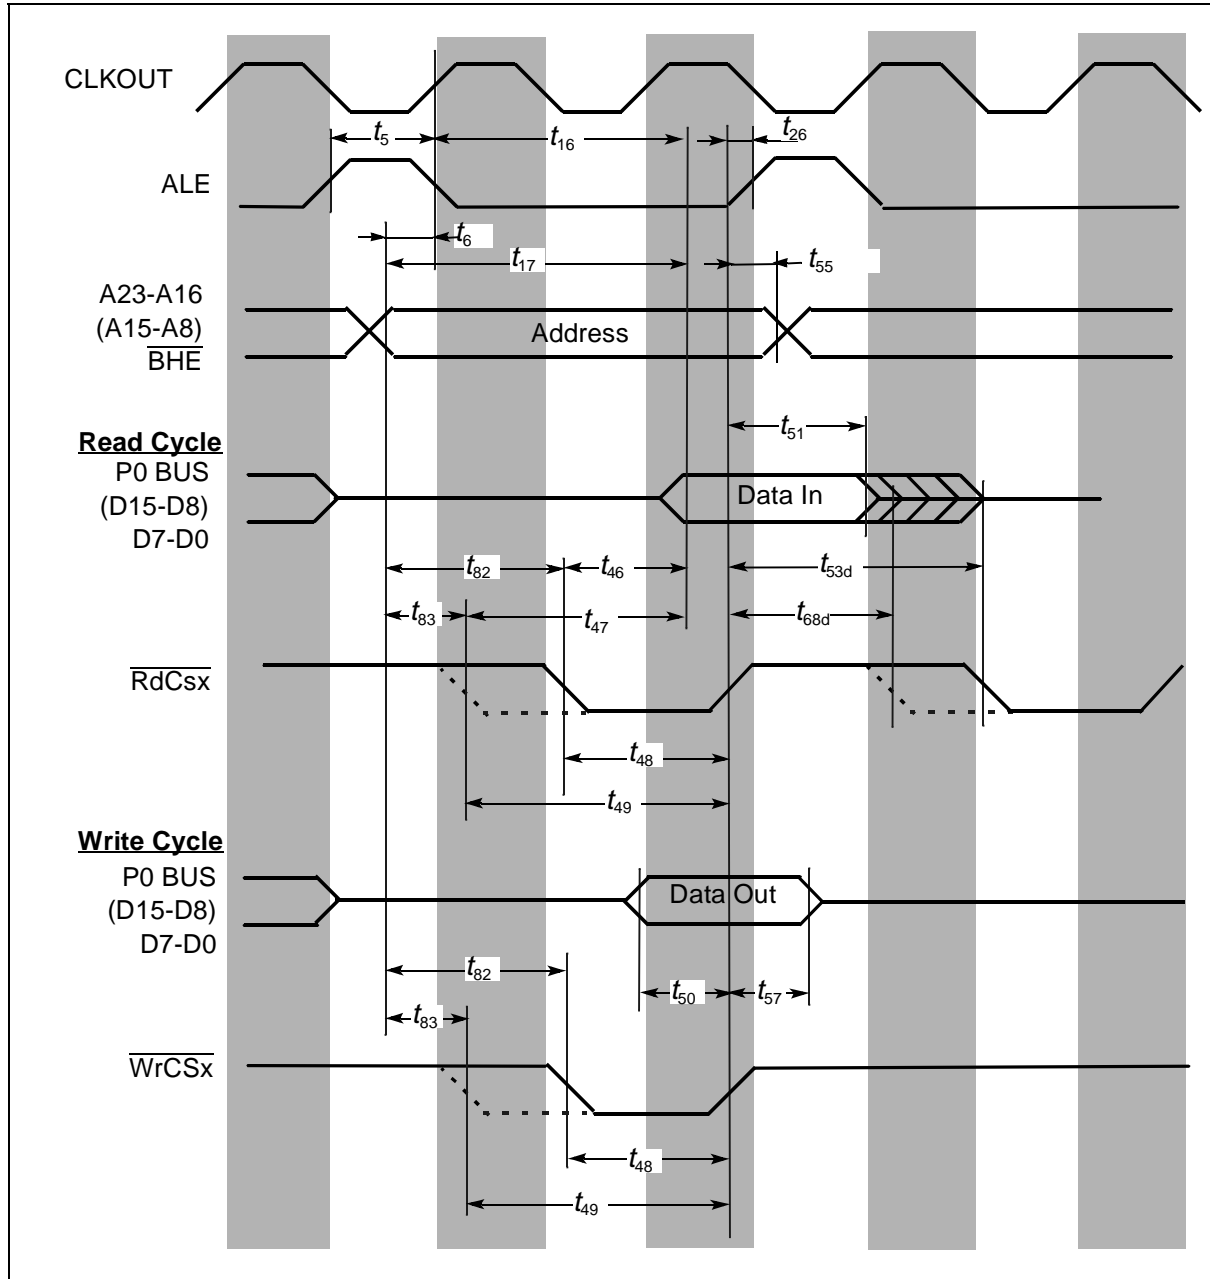 CLKOUT
t5
t16
t26
ALE
t6
t17
t55
A23-A16
(A15-A8)
BHE
Address
t51
Read Cycle
P0 BUS
(D15-D8)
D7-D0
Data In
t82
t46
t53d
t83
t47
t68d
RdCsx
t48
t49
Write Cycle
P0 BUS
(D15-D8)
D7-D0
Data Out
t82
t50
t57
t83
WrCSx
t48
t49